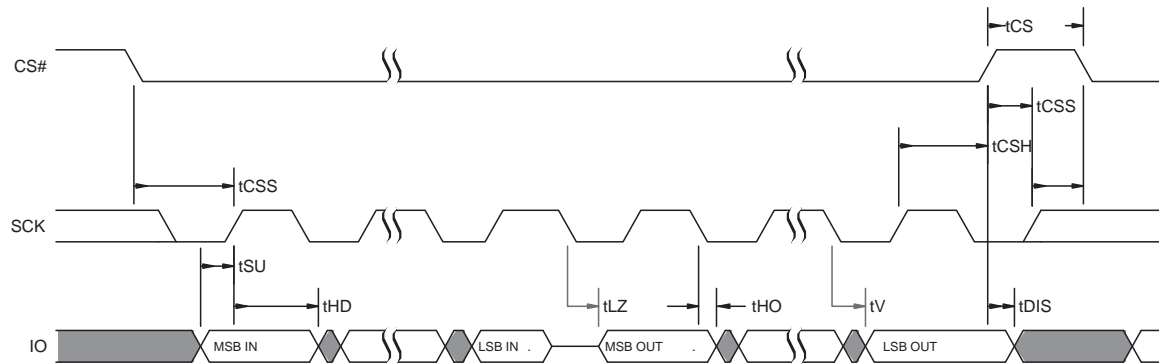 tCS
CS#
tCSS
tCSH
tCSS
SCK
tSU
tHD
tLZ
tHO
tV
tDIS
IO
MSB IN
LSB IN .
MSB OUT .
LSB OUT